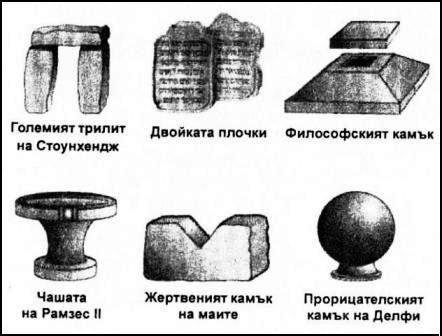 Големият трилит
на Стоунхендж
Двойката плочки
Философският камък
Чашата
на Рамзес II
Жертвеният камък
на маите
Прорицателският
камък на Делфи